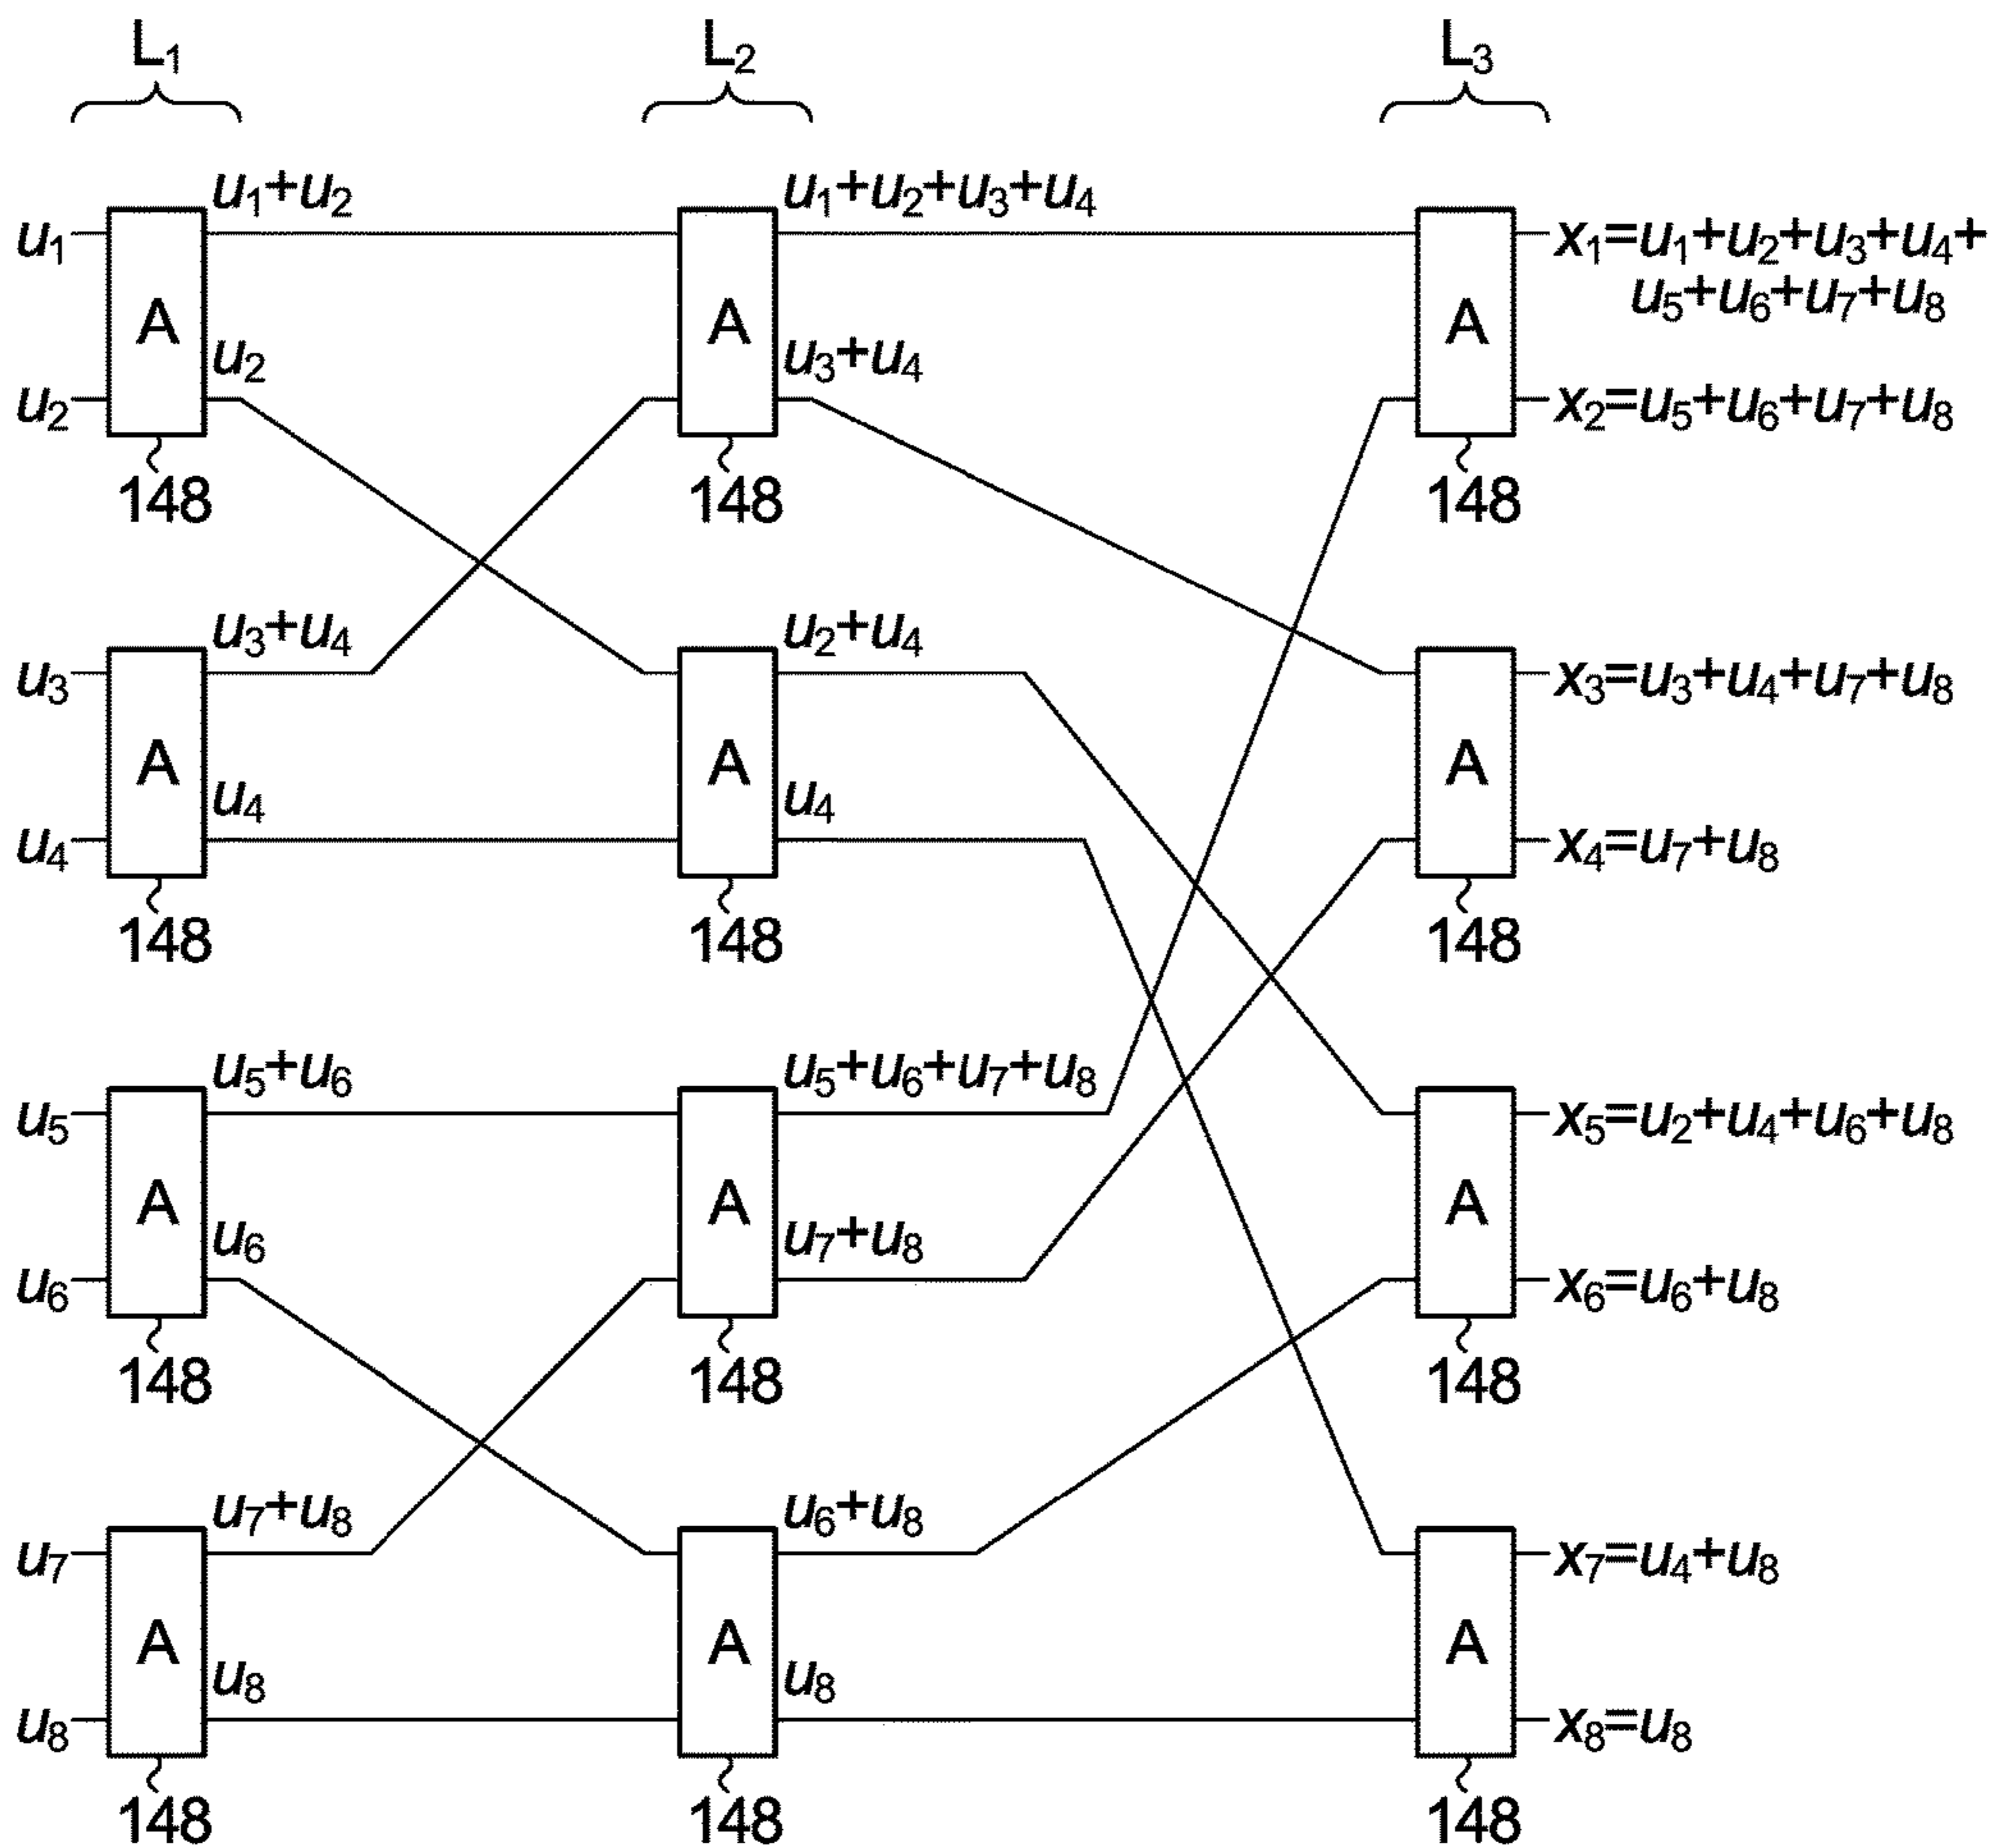 L₁ L₂ L₃
u₁+u₂ u₁+u₂+u₃+u₄
u₁ x₁=u₁+u₂+u₃+u₄+
u₅+u₆+u₇+u₈
A A A
u₂ u₃+u₄
u₂ x₂=u₅+u₆+u₇+u₈
148 148 148
u₃+u₄ u₂+u₄
u₃ x₃=u₃+u₄+u₇+u₈
A A A
u₄ u₄
u₄ x₄=u₇+u₈
148 148 148
u₅+u₆ u₅+u₆+u₇+u₈
u₅ x₅=u₂+u₄+u₆+u₈
A A A
u₆ u₇+u₈
u₆ x₆=u₆+u₈
148 148 148
u₇+u₈ u₆+u₈
u₇ x₇=u₄+u₈
A A A
u₈ u₈
u₈ x₈=u₈
148 148 148